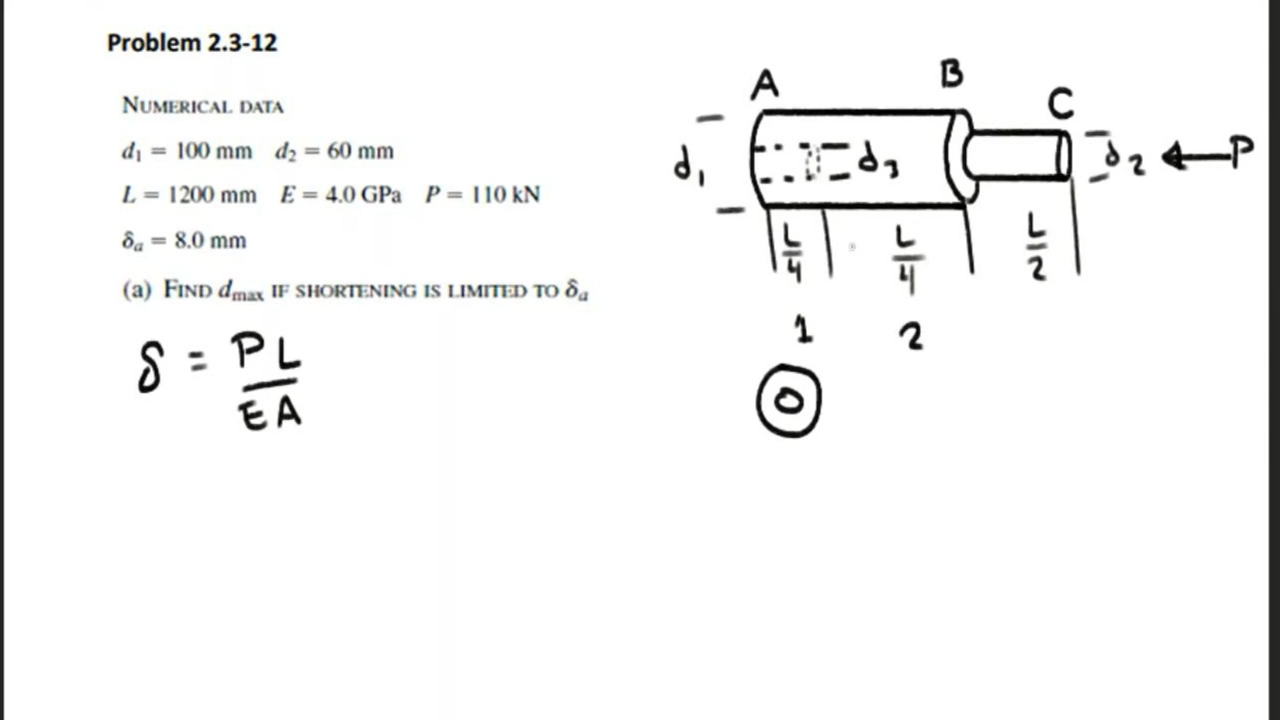 Problem 2.3-12
NUMERICAL DATA
d₁ = 100 mm d₂ = 60 mm
L = 1200 mm E = 4.0 GPa P = 110 kN
δₐ = 8.0 mm
(a) FIND dmax IF SHORTENING IS LIMITED TO δₐ
δ = PL
EA
A
B
C
d₁
d₃
d₂
P
L
4
L
4
L
2
1
2